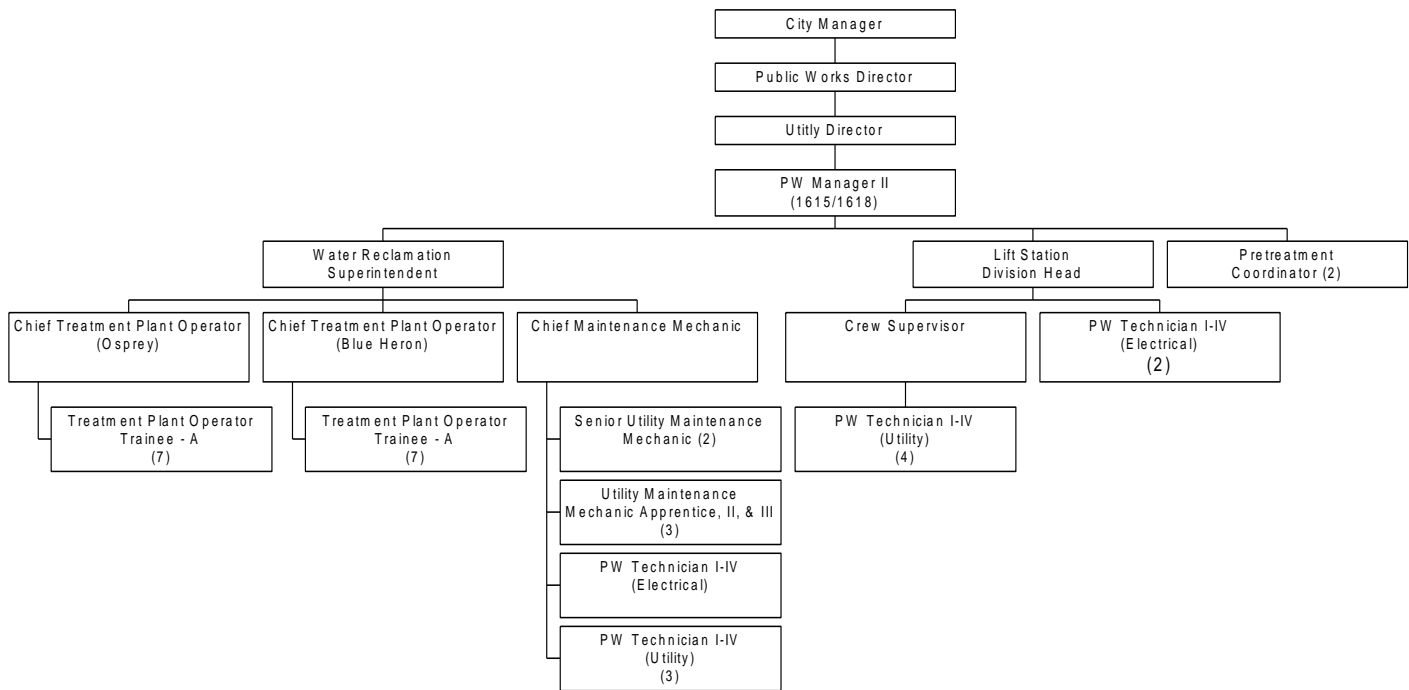 City Manager
Public Works Director
Utitly Director
PW Manager II
(1615/1618)
Water Reclamation
Superintendent
Lift Station
Division Head
Pretreatment
Coordinator (2)
Chief Treatment Plant Operator
(Osprey)
Chief Treatment Plant Operator
(Blue Heron)
Chief Maintenance Mechanic
Crew Supervisor
PW Technician I-IV
(Electrical)
(2)
Treatment Plant Operator
Trainee - A
(7)
Treatment Plant Operator
Trainee - A
(7)
Senior Utility Maintenance
Mechanic (2)
PW Technician I-IV
(Utility)
(4)
Utility Maintenance
Mechanic Apprentice, II, & III
(3)
PW Technician I-IV
(Electrical)
PW Technician I-IV
(Utility)
(3)